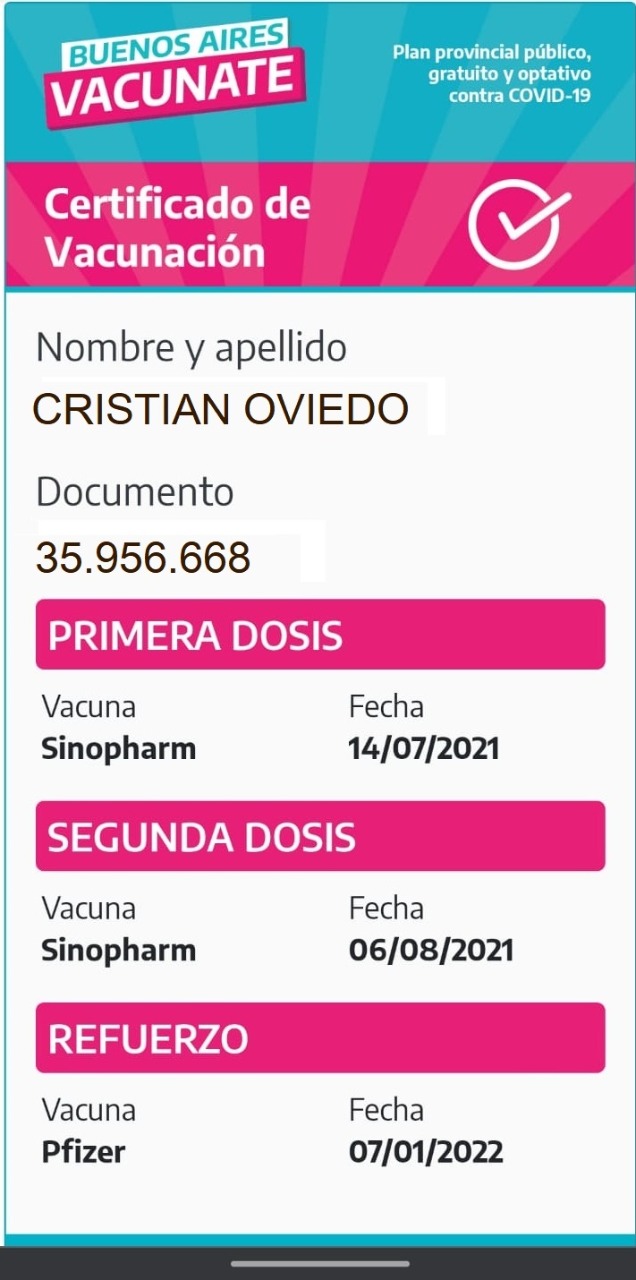 BUENOS AIRES
VACUNATE
Plan provincial público,
gratuito y optativo
contra COVID-19
Certificado de
Vacunación
Nombre y apellido
CRISTIAN OVIEDO
Documento
35.956.668
PRIMERA DOSIS
Vacuna Fecha
Sinopharm 14/07/2021
SEGUNDA DOSIS
Vacuna Fecha
Sinopharm 06/08/2021
REFUERZO
Vacuna Fecha
Pfizer 07/01/2022